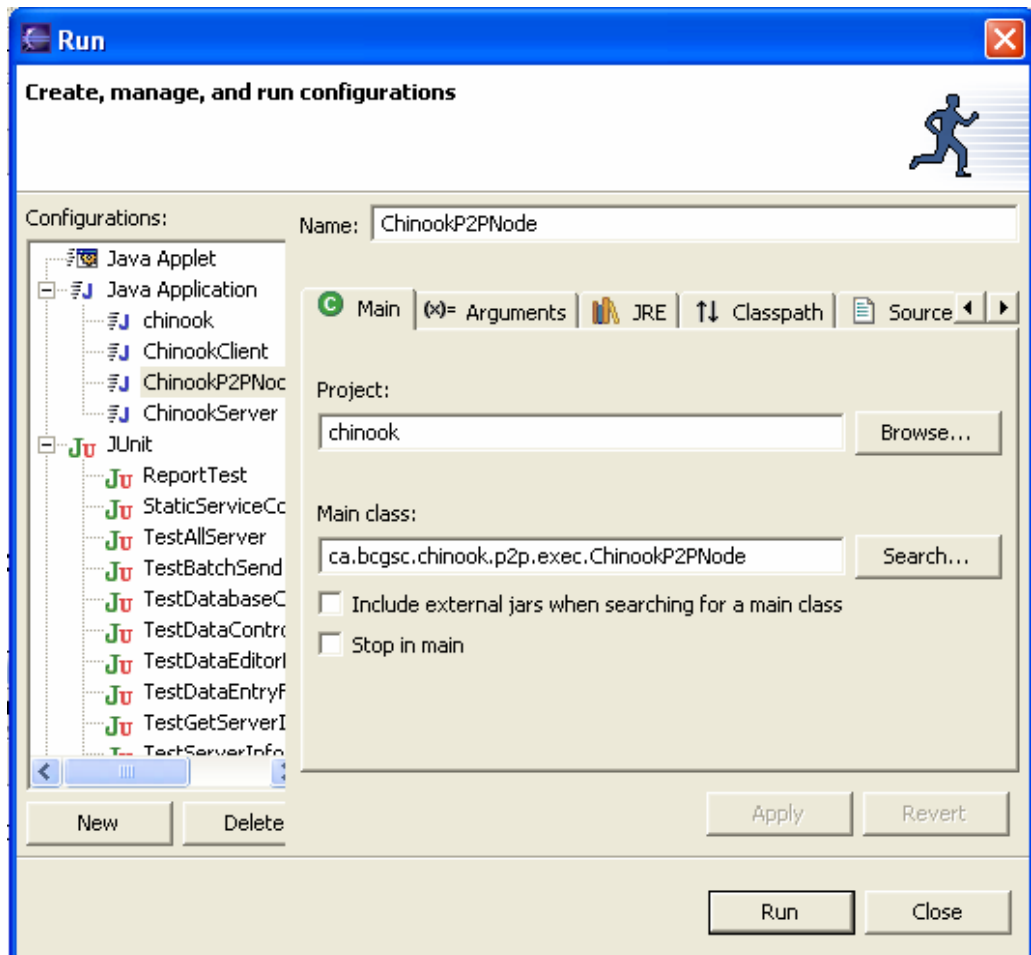 Run
Create, manage, and run configurations
Configurations:
Name: ChinookP2PNode
Java Applet
Java Application
chinook
ChinookClient
ChinookP2PNoc
ChinookServer
JUnit
ReportTest
StaticServiceCo
TestAllServer
TestBatchSend
TestDatabaseC
TestDataContro
TestDataEditor
TestDataEntryF
TestGetServerI
TestServerInfo
New Delete
Main (x)= Arguments JRE Classpath Source
Project:
chinook Browse...
Main class:
ca.bcgsc.chinook.p2p.exec.ChinookP2PNode Search...
Include external jars when searching for a main class
Stop in main
Apply Revert
Run Close